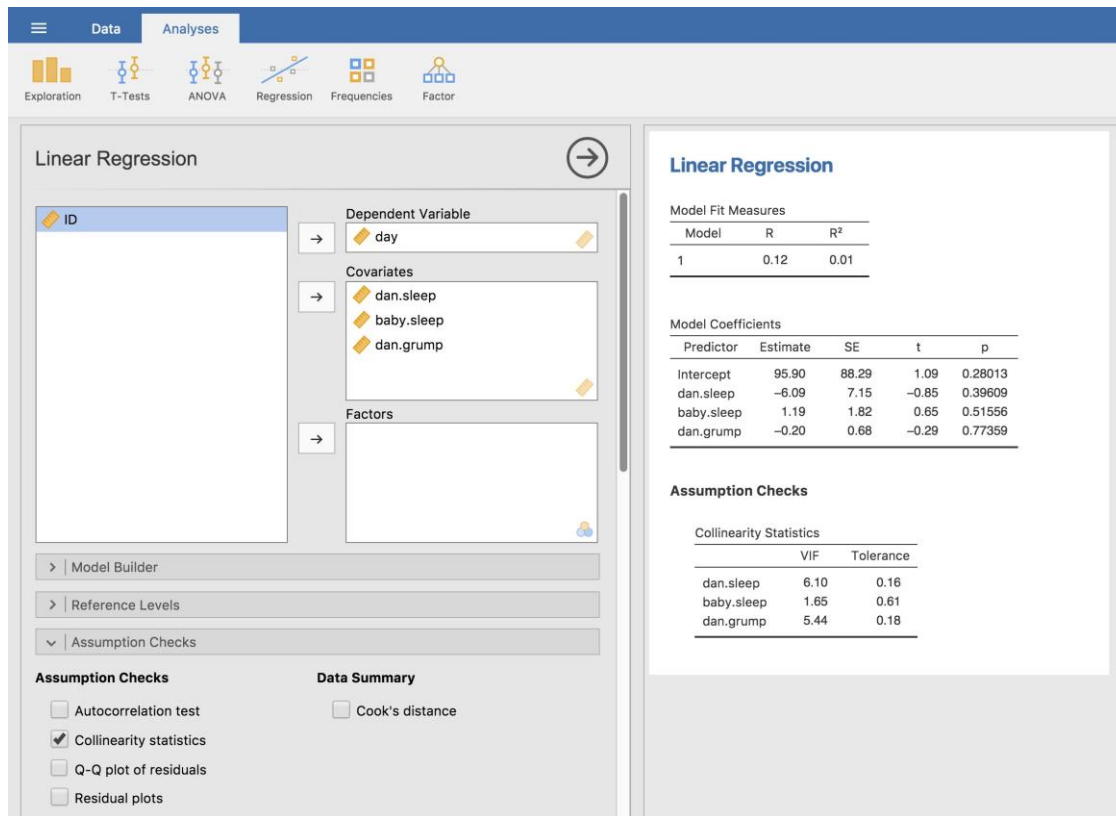 Data Analyses
Exploration T-Tests ANOVA Regression Frequencies Factor
Linear Regression
ID
Dependent Variable
day
Covariates
dan.sleep
baby.sleep
dan.grump
Factors
Model Builder
Reference Levels
Assumption Checks
Assumption Checks
Autocorrelation test
Collinearity statistics
Q-Q plot of residuals
Residual plots
Data Summary
Cook's distance
Linear Regression
Model Fit Measures
Model R R²
1 0.12 0.01
Model Coefficients
Predictor Estimate SE t p
Intercept 95.90 88.29 1.09 0.28013
dan.sleep −6.09 7.15 −0.85 0.39609
baby.sleep 1.19 1.82 0.65 0.51556
dan.grump −0.20 0.68 −0.29 0.77359
Assumption Checks
Collinearity Statistics
VIF Tolerance
dan.sleep 6.10 0.16
baby.sleep 1.65 0.61
dan.grump 5.44 0.18